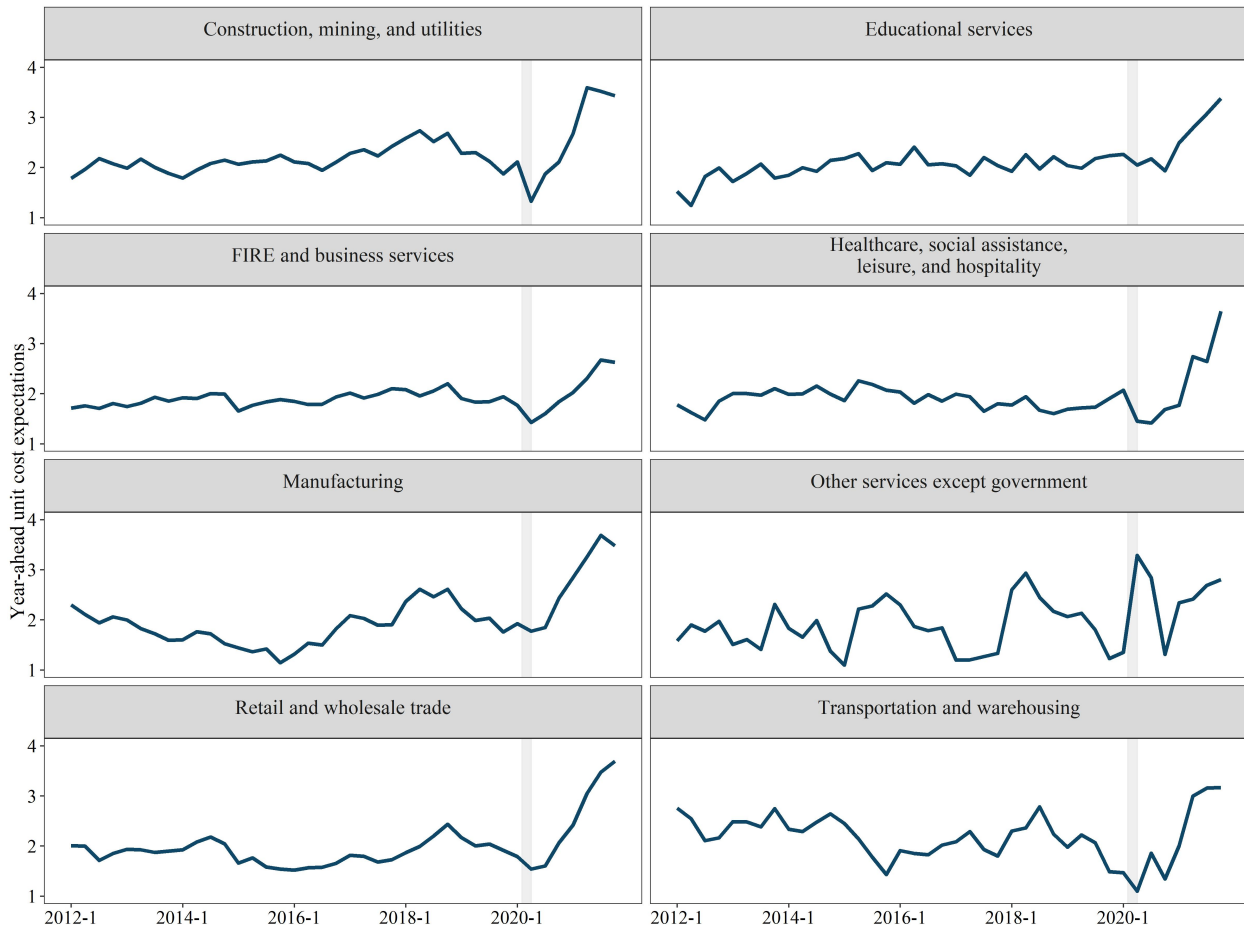 Construction, mining, and utilities
Educational services
4
3
2
1
FIRE and business services
Healthcare, social assistance,
leisure, and hospitality
4
3
2
1
Year-ahead unit cost expectations
Manufacturing
Other services except government
4
3
2
1
Retail and wholesale trade
Transportation and warehousing
4
3
2
1
2012-1
2014-1
2016-1
2018-1
2020-1
2012-1
2014-1
2016-1
2018-1
2020-1